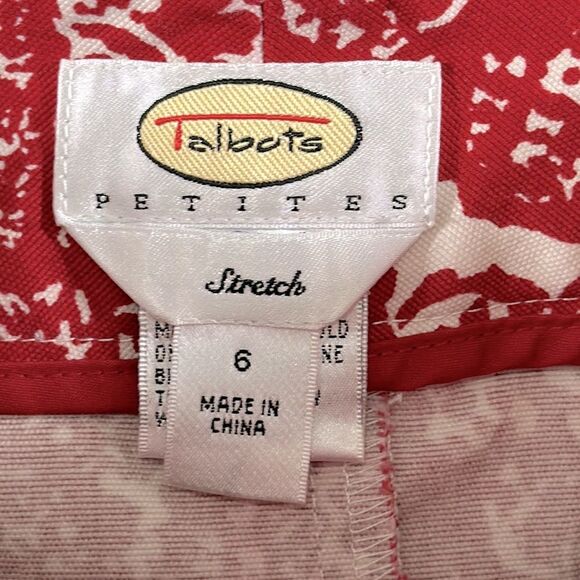 Talbots
PETITES
Stretch
6
MADE IN
CHINA